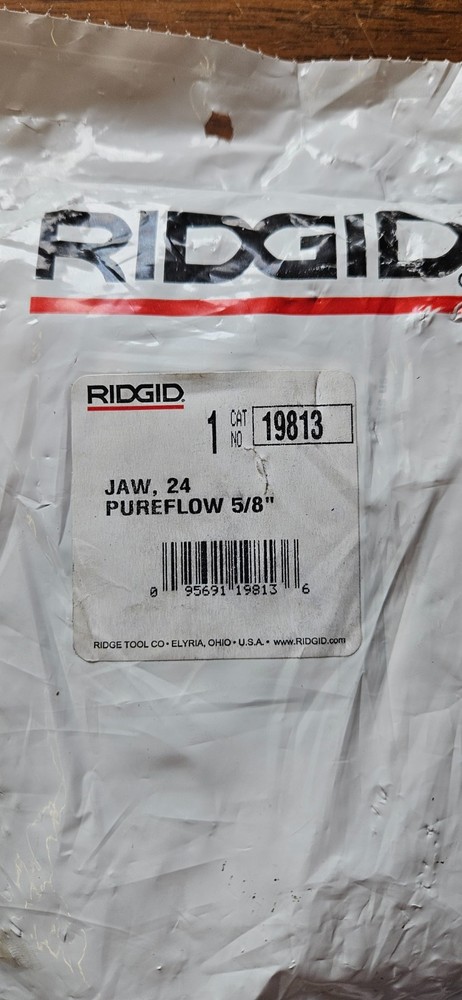 RIDGID
RIDGID
1 CAT NO 19813
JAW, 24
PUREFLOW 5/8"
0 95691 19813 6
RIDGE TOOL CO • ELYRIA, OHIO • U.S.A. • www.RIDGID.com